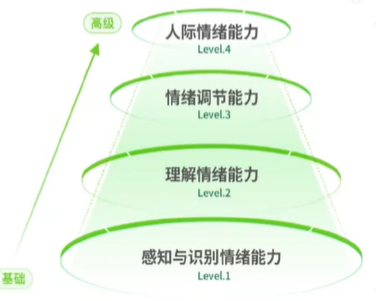 高级
人际情绪能力
Level.4
情绪调节能力
Level.3
理解情绪能力
Level.2
感知与识别情绪能力
Level.1
基础